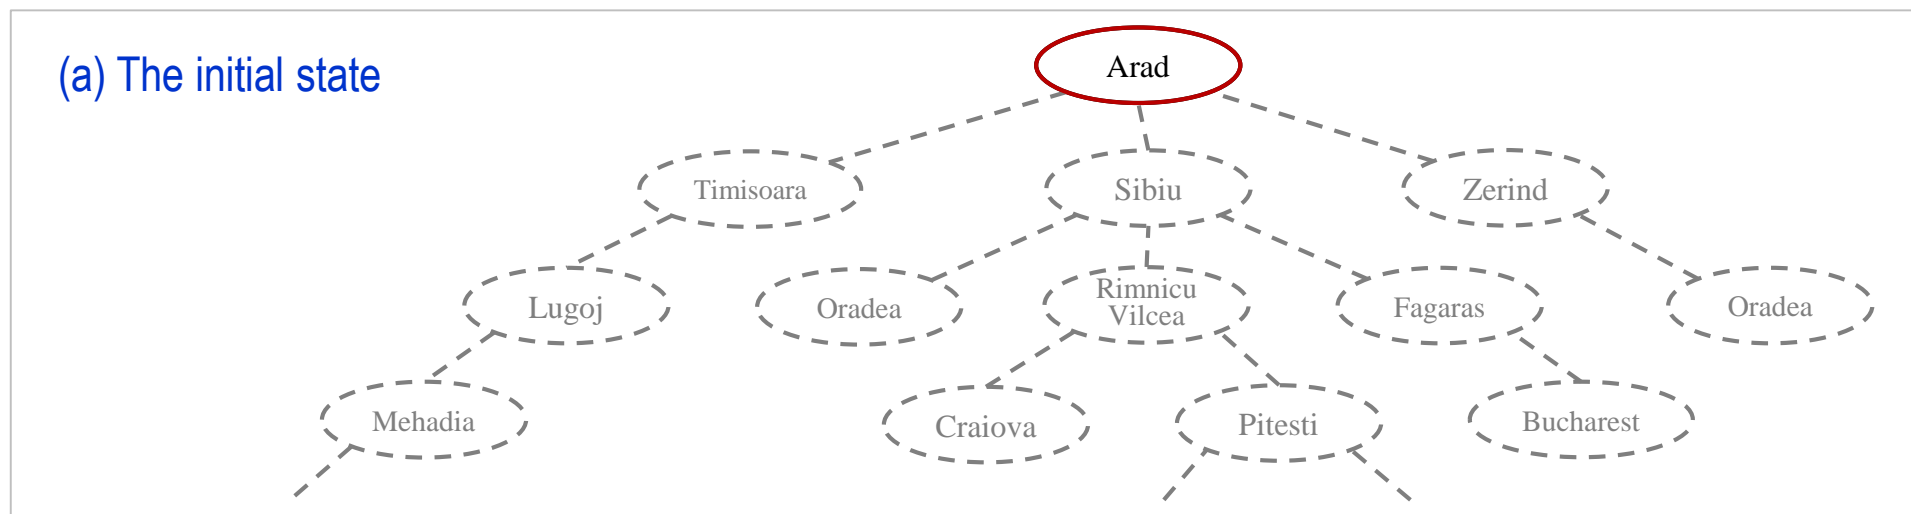 (a) The initial state
Arad
Timisoara
Sibiu
Zerind
Lugoj
Oradea
Rimnicu
Vilcea
Fagaras
Oradea
Mehadia
Craiova
Pitesti
Bucharest